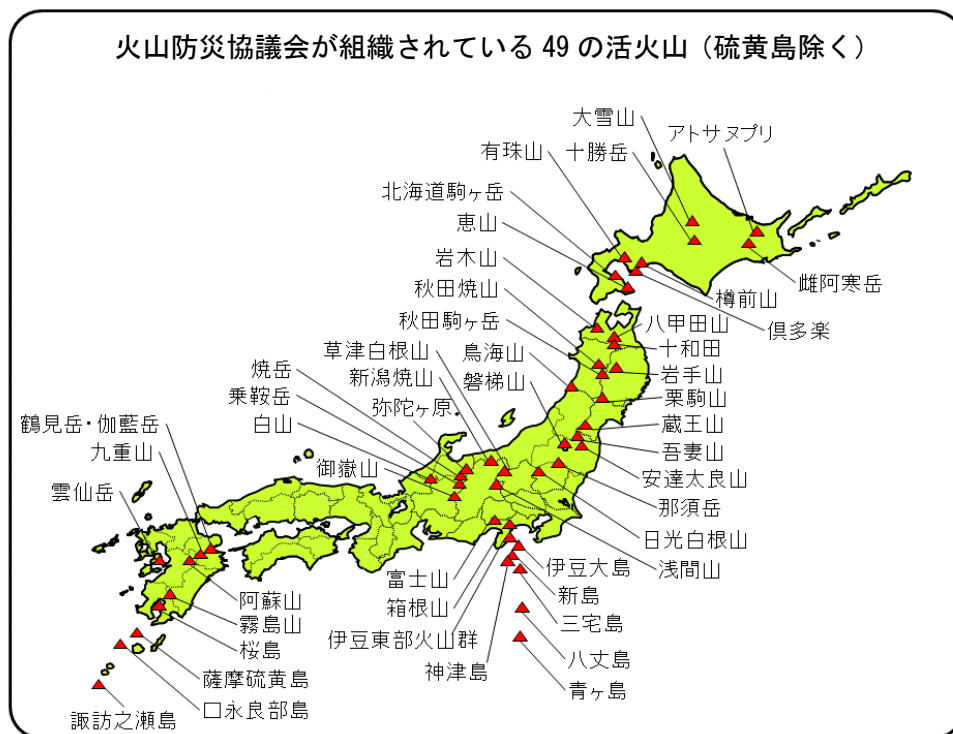 火山防災協議会が組織されている 49 の活火山（硫黄島除く）
大雪山
アトサヌプリ
有珠山
十勝岳
北海道駒ヶ岳
恵山
岩木山
雌阿寒岳
秋田焼山
樽前山
倶多楽
秋田駒ヶ岳
八甲田山
草津白根山
鳥海山
十和田
焼岳
新潟焼山
磐梯山
岩手山
乗鞍岳
弥陀ヶ原
栗駒山
鶴見岳・伽藍岳
白山
蔵王山
九重山
吾妻山
御嶽山
安達太良山
雲仙岳
那須岳
日光白根山
浅間山
富士山
伊豆大島
阿蘇山
箱根山
新島
霧島山
伊豆東部火山群
三宅島
桜島
神津島
八丈島
薩摩硫黄島
青ヶ島
口永良部島
諏訪之瀬島